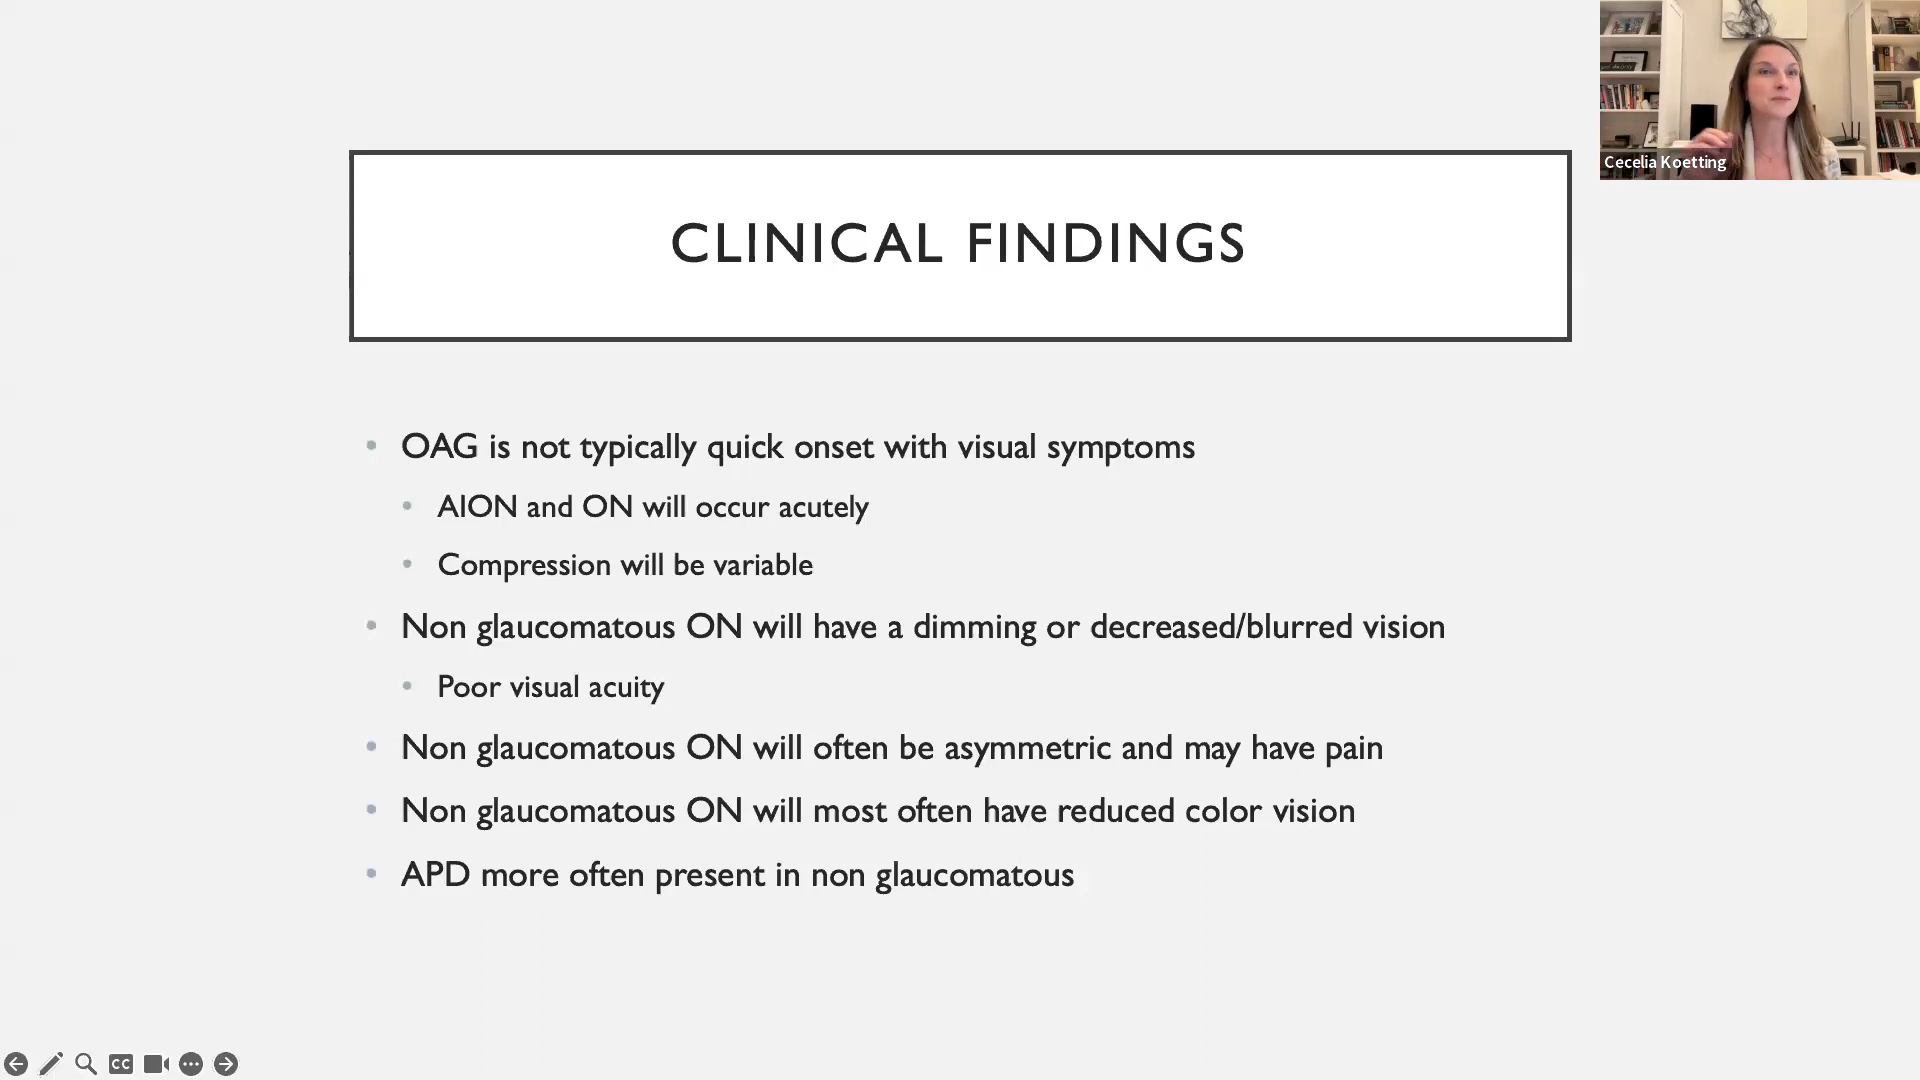 Cecelia Koetting
CLINICAL FINDINGS
• OAG is not typically quick onset with visual symptoms
• AION and ON will occur acutely
• Compression will be variable
• Non glaucomatous ON will have a dimming or decreased/blurred vision
• Poor visual acuity
• Non glaucomatous ON will often be asymmetric and may have pain
• Non glaucomatous ON will most often have reduced color vision
• APD more often present in non glaucomatous
CC